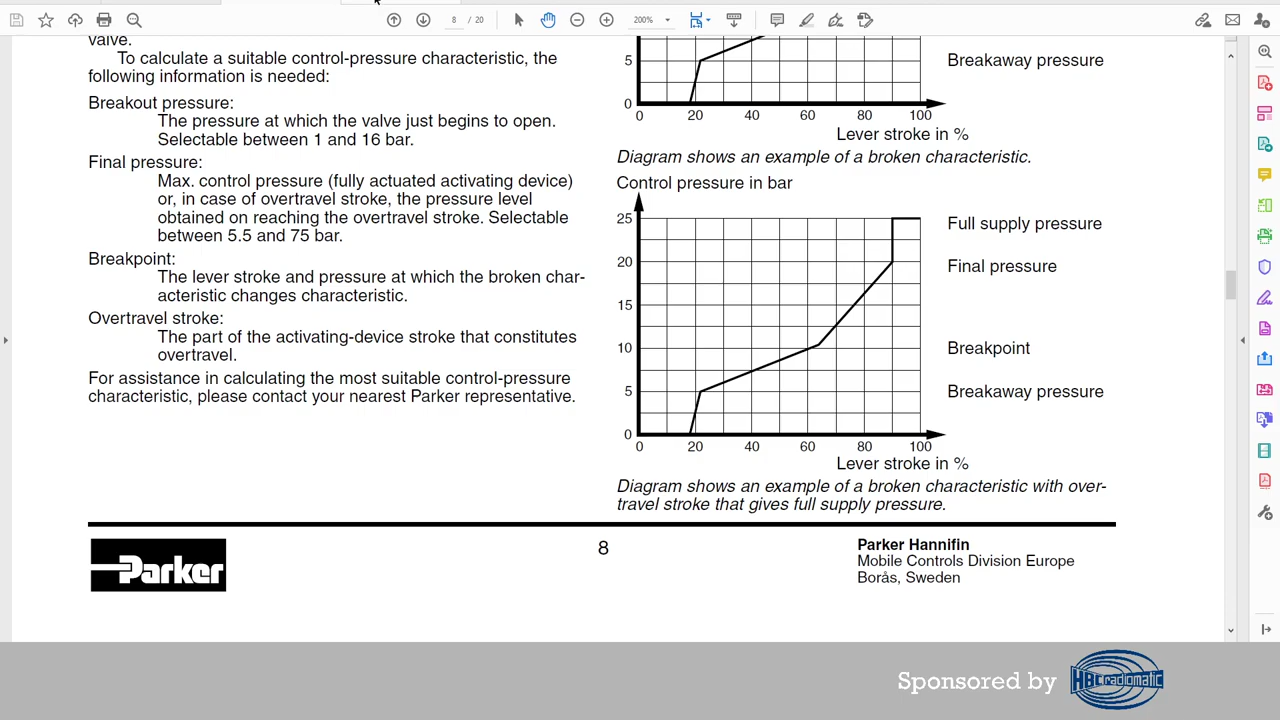 8 / 20
200%
valve.
To calculate a suitable control-pressure characteristic, the
following information is needed:
Breakout pressure:
The pressure at which the valve just begins to open.
Selectable between 1 and 16 bar.
Final pressure:
Max. control pressure (fully actuated activating device)
or, in case of overtravel stroke, the pressure level
obtained on reaching the overtravel stroke. Selectable
between 5.5 and 75 bar.
Breakpoint:
The lever stroke and pressure at which the broken char-
acteristic changes characteristic.
Overtravel stroke:
The part of the activating-device stroke that constitutes
overtravel.
For assistance in calculating the most suitable control-pressure
characteristic, please contact your nearest Parker representative.
5
Breakaway pressure
0
0 20 40 60 80 100
Lever stroke in %
Diagram shows an example of a broken characteristic.
Control pressure in bar
25
Full supply pressure
20
Final pressure
15
10
Breakpoint
5
Breakaway pressure
0
0 20 40 60 80 100
Lever stroke in %
Diagram shows an example of a broken characteristic with over-
travel stroke that gives full supply pressure.
Parker
8
Parker Hannifin
Mobile Controls Division Europe
Borås, Sweden
Sponsored by
HBC radiomatic